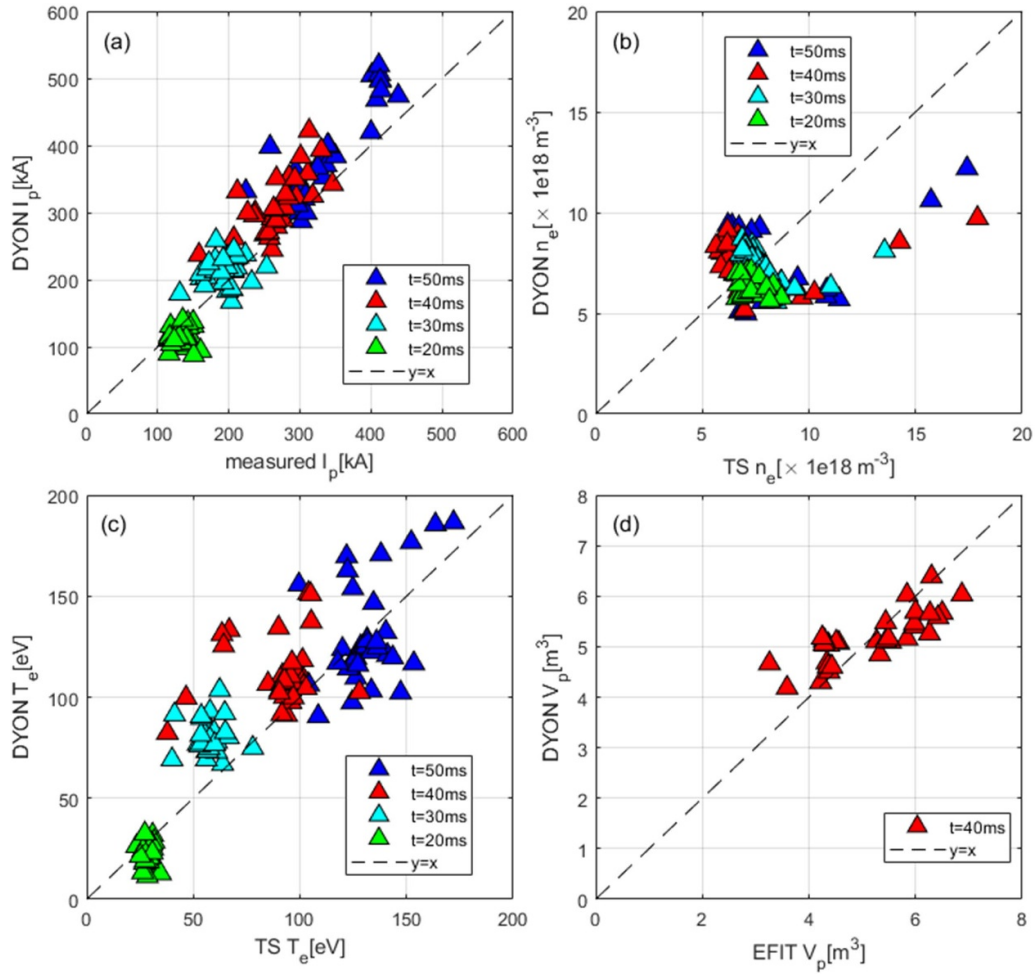 (a)
600
500
400
300
200
100
0
0 100 200 300 400 500 600
DYON I_p[kA]
measured I_p[kA]
t=50ms
t=40ms
t=30ms
t=20ms
y=x
(b)
20
15
10
5
0
0 5 10 15 20
DYON n_e[× 1e18 m-3]
TS n_e[× 1e18 m-3]
t=50ms
t=40ms
t=30ms
t=20ms
y=x
(c)
200
150
100
50
0
0 50 100 150 200
DYON T_e[eV]
TS T_e[eV]
t=50ms
t=40ms
t=30ms
t=20ms
y=x
(d)
8
7
6
5
4
3
2
1
0
0 2 4 6 8
DYON V_p[m³]
EFIT V_p[m³]
t=40ms
y=x